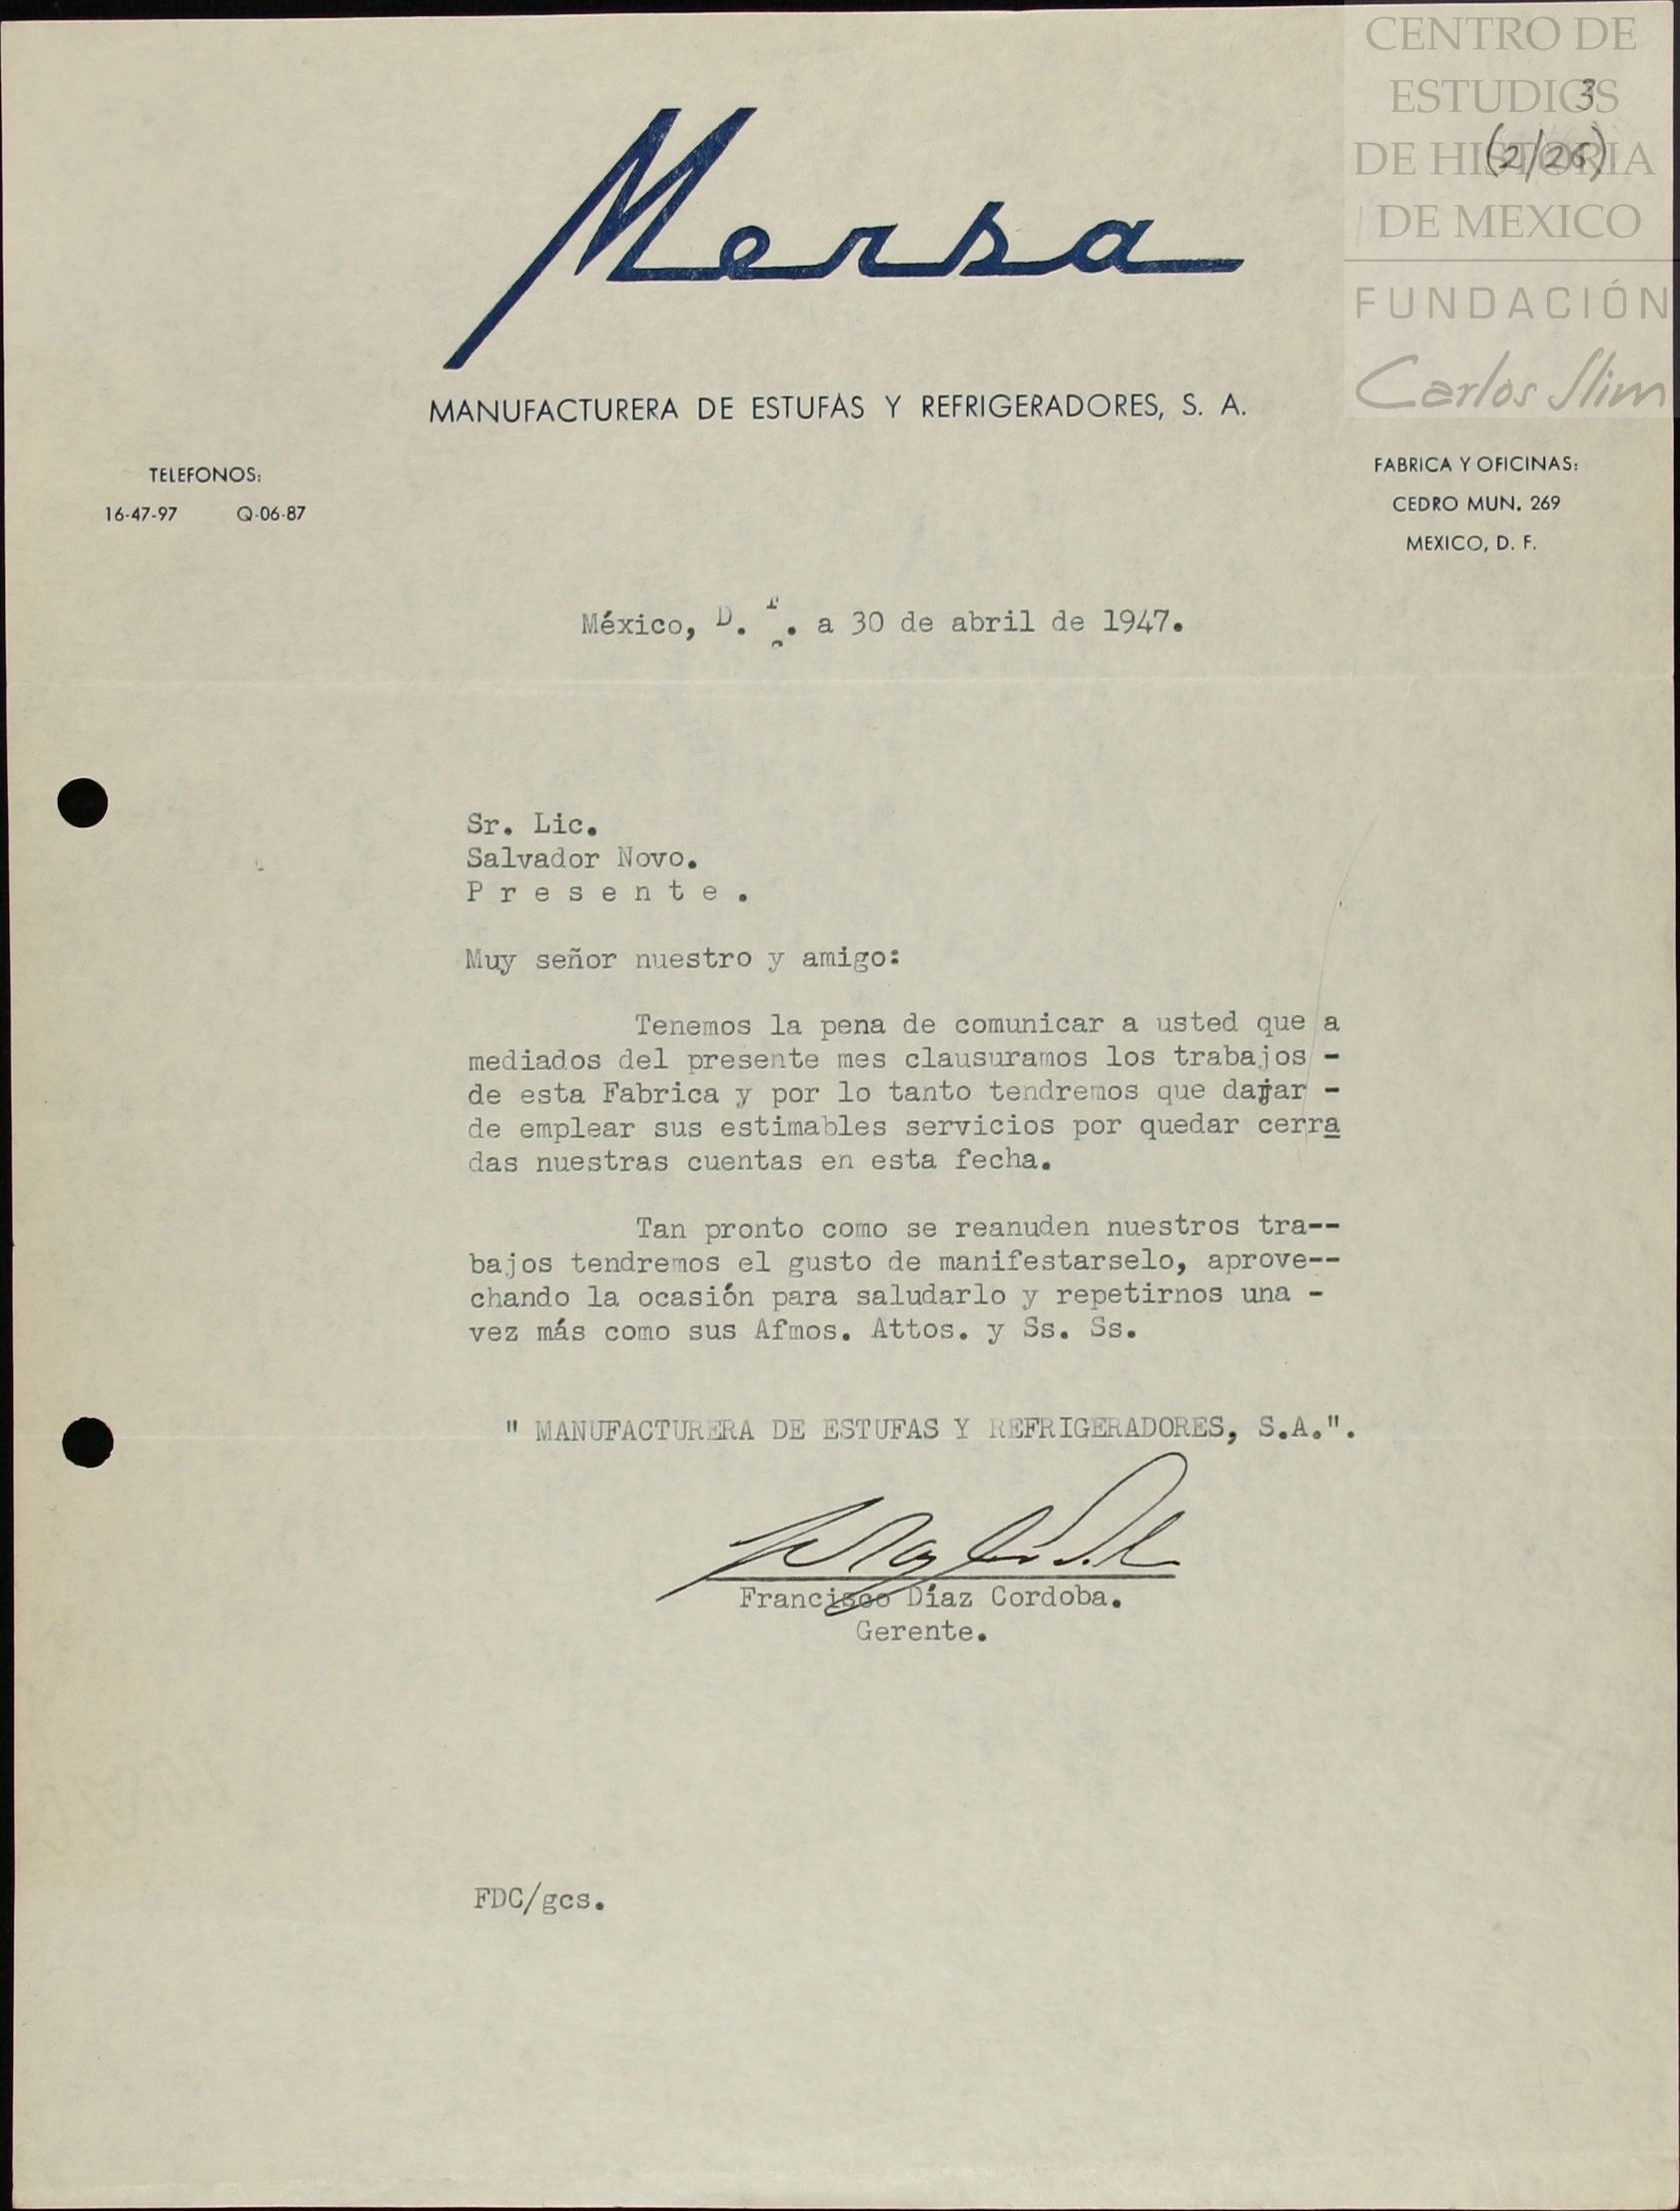 CENTRO DE
ESTUDIOS
DE HISTORIA
DE MEXICO
FUNDACIÓN
Carlos Slim
3
(2/26)
Mersa
MANUFACTURERA DE ESTUFAS Y REFRIGERADORES, S. A.
TELEFONOS:
16-47-97 Q-06-87
FABRICA Y OFICINAS:
CEDRO MUN. 269
MEXICO, D. F.
México, D. F. a 30 de abril de 1947.
Sr. Lic.
Salvador Novo.
P r e s e n t e .
Muy señor nuestro y amigo:
Tenemos la pena de comunicar a usted que a
mediados del presente mes clausuramos los trabajos -
de esta Fabrica y por lo tanto tendremos que dajar -
de emplear sus estimables servicios por quedar cerra
das nuestras cuentas en esta fecha.
Tan pronto como se reanuden nuestros tra--
bajos tendremos el gusto de manifestarselo, aprove--
chando la ocasión para saludarlo y repetirnos una -
vez más como sus Afmos. Attos. y Ss. Ss.
" MANUFACTURERA DE ESTUFAS Y REFRIGERADORES, S.A.".
Francisco Díaz Cordoba.
Gerente.
FDC/gcs.